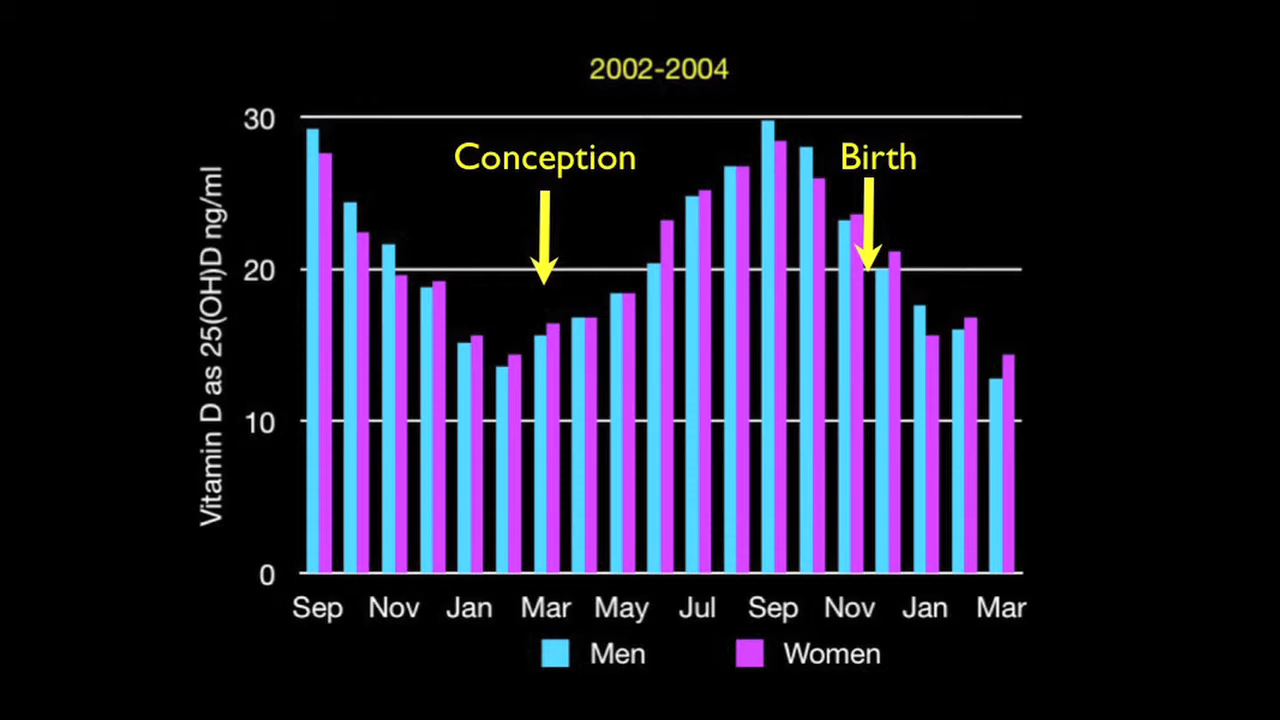 2002-2004
30
Conception
Birth
20
10
0
Vitamin D as 25(OH)D ng/ml
Sep Nov Jan Mar May Jul Sep Nov Jan Mar
Men Women